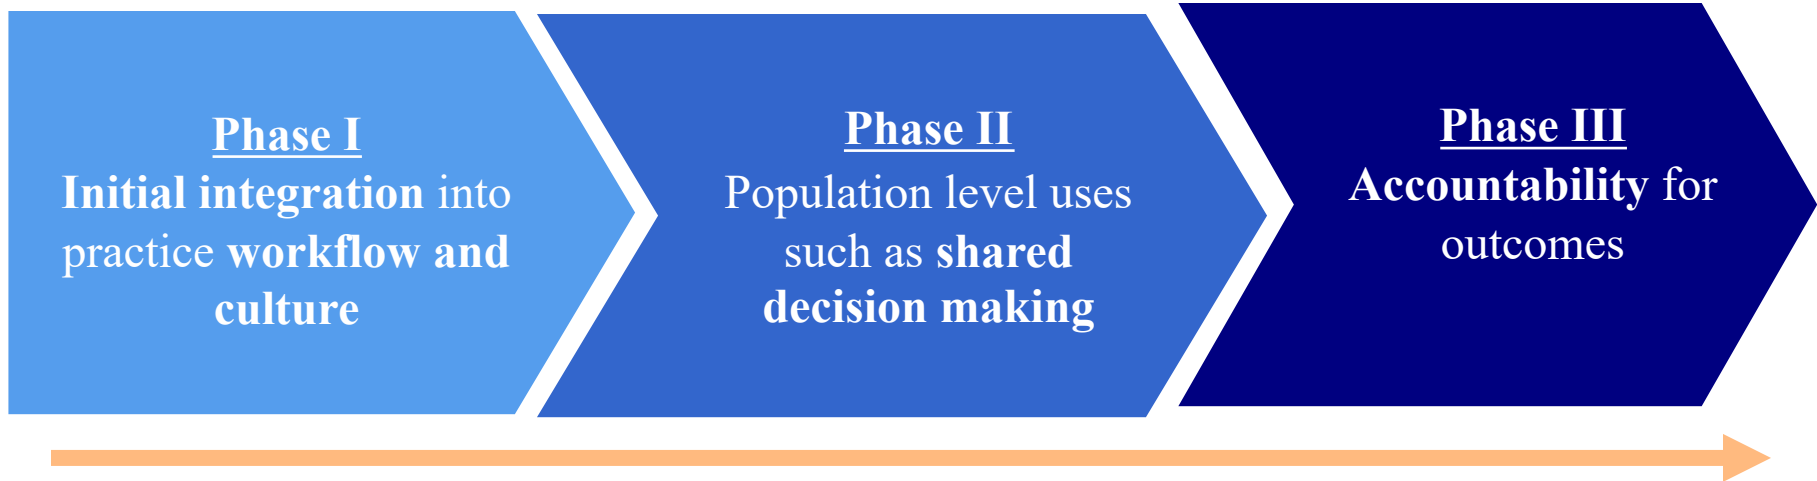 Phase I
Initial integration into
practice workflow and
culture
Phase II
Population level uses
such as shared
decision making
Phase III
Accountability for
outcomes